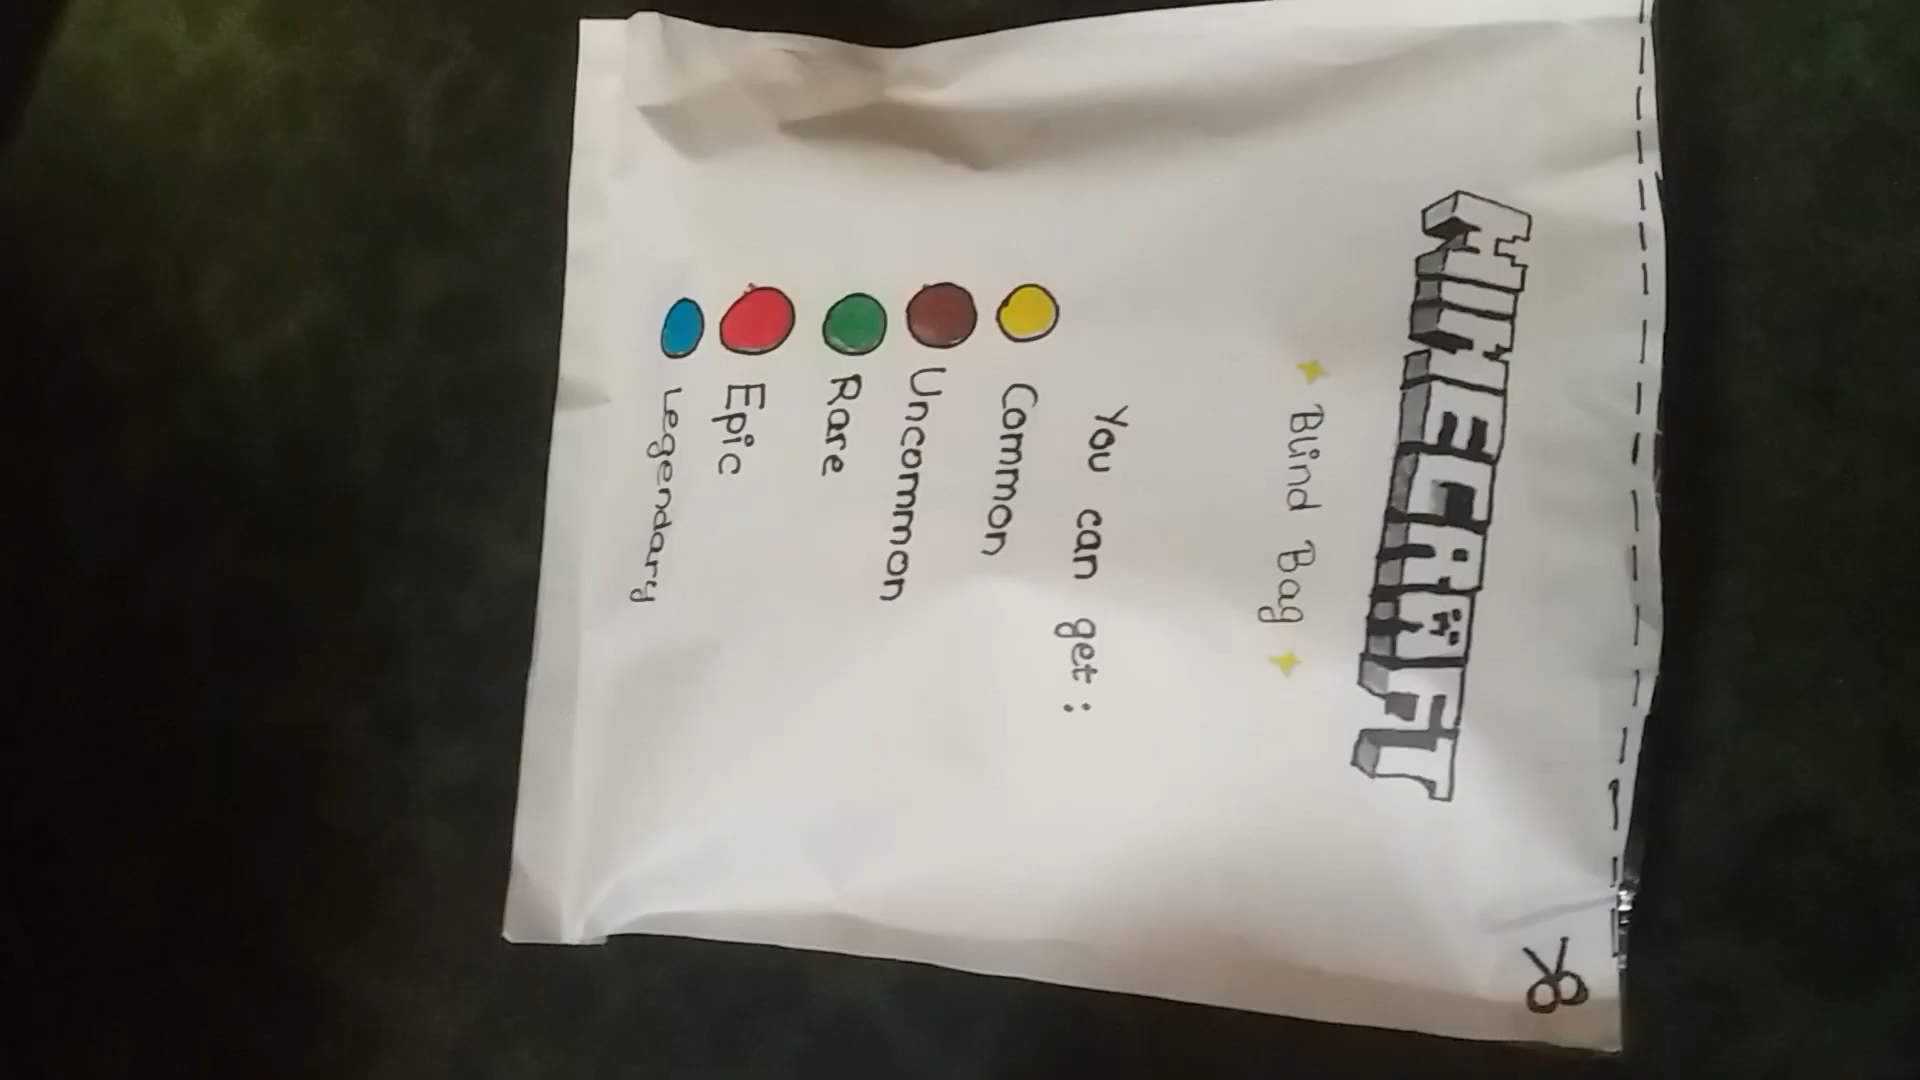 MINECRAFT
Blind Bag
You can get :
Common
Uncommon
Rare
Epic
Legendary